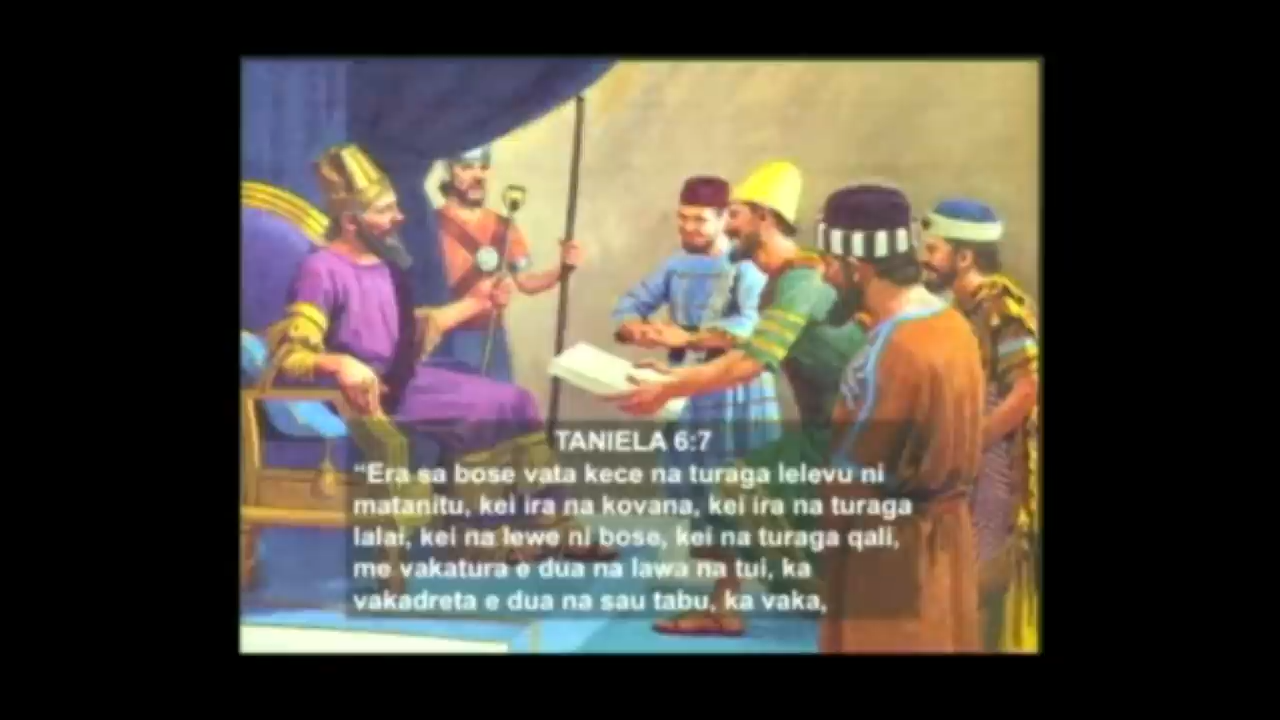 TANIELA 6:7
“Era sa bose vata kece na turaga lelevu ni
matanitu, kei ira na kovana, kei ira na turaga
lalai, kei na lewe ni bose, kei na turaga qali,
me vakatura e dua na lawa na tui, ka
vakadreta e dua na sau tabu, ka vaka,